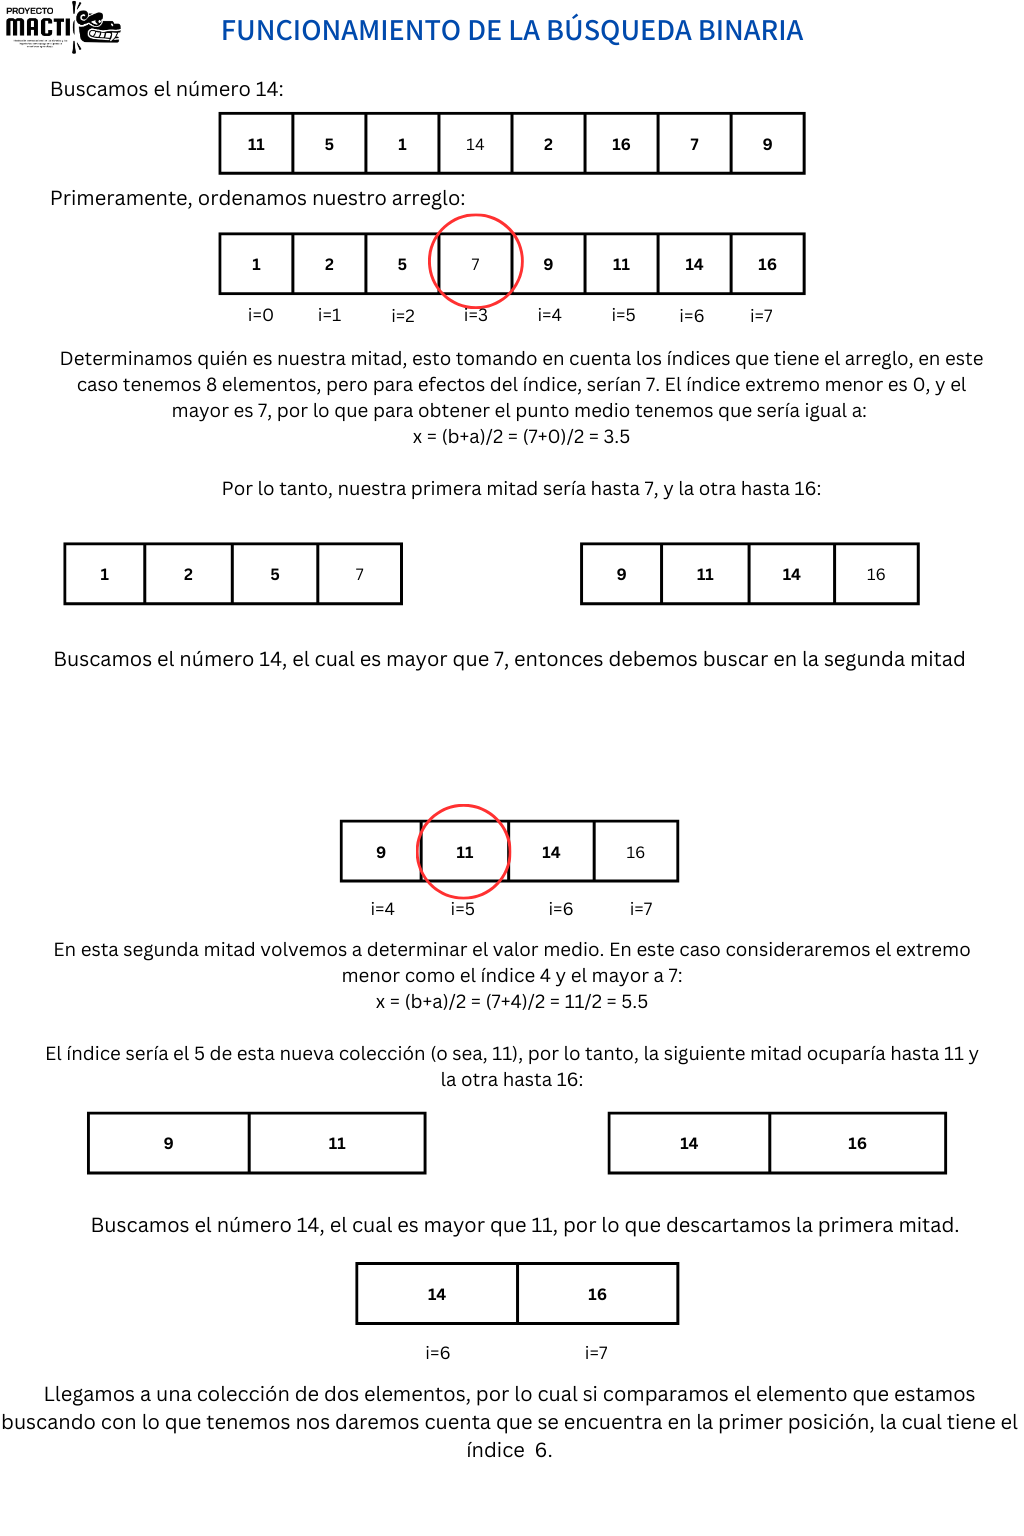 PROYECTO
MACTI
FUNCIONAMIENTO DE LA BÚSQUEDA BINARIA
Buscamos el número 14:
11 5 1 14 2 16 7 9
Primeramente, ordenamos nuestro arreglo:
1 2 5 7 9 11 14 16
i=0 i=1 i=2 i=3 i=4 i=5 i=6 i=7
Determinamos quién es nuestra mitad, esto tomando en cuenta los índices que tiene el arreglo, en este
caso tenemos 8 elementos, pero para efectos del índice, serían 7. El índice extremo menor es 0, y el
mayor es 7, por lo que para obtener el punto medio tenemos que sería igual a:
x = (b+a)/2 = (7+0)/2 = 3.5
Por lo tanto, nuestra primera mitad sería hasta 7, y la otra hasta 16:
1 2 5 7 9 11 14 16
Buscamos el número 14, el cual es mayor que 7, entonces debemos buscar en la segunda mitad
9 11 14 16
i=4 i=5 i=6 i=7
En esta segunda mitad volvemos a determinar el valor medio. En este caso consideraremos el extremo
menor como el índice 4 y el mayor a 7:
x = (b+a)/2 = (7+4)/2 = 11/2 = 5.5
El índice sería el 5 de esta nueva colección (o sea, 11), por lo tanto, la siguiente mitad ocuparía hasta 11 y
la otra hasta 16:
9 11 14 16
Buscamos el número 14, el cual es mayor que 11, por lo que descartamos la primera mitad.
14 16
i=6 i=7
Llegamos a una colección de dos elementos, por lo cual si comparamos el elemento que estamos
buscando con lo que tenemos nos daremos cuenta que se encuentra en la primer posición, la cual tiene el
índice 6.